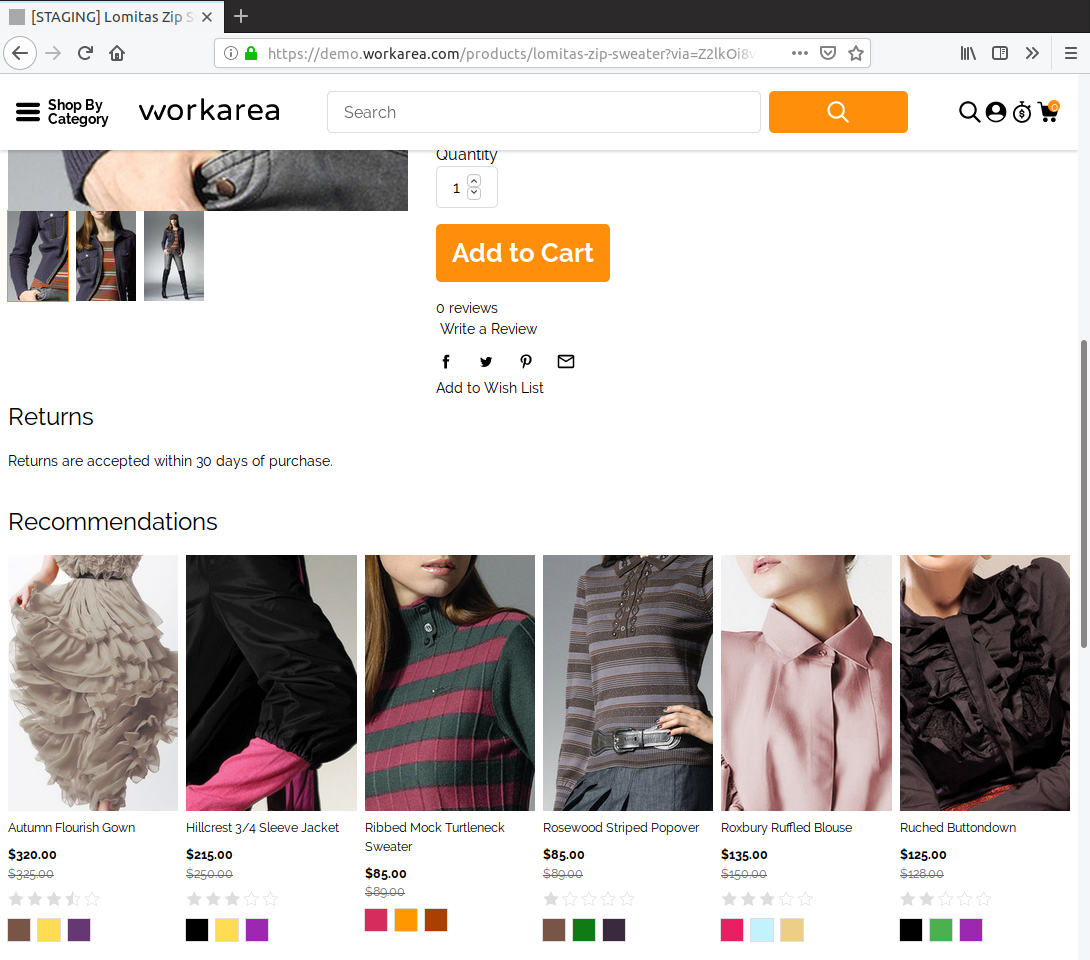 [STAGING] Lomitas Zip S
https://demo.workarea.com/products/lomitas-zip-sweater?via=Z2lkOi8v
Shop By
Category
workarea
Search
0
Quantity
1
Add to Cart
0 reviews
Write a Review
Add to Wish List
Returns
Returns are accepted within 30 days of purchase.
Recommendations
Autumn Flourish Gown
$320.00
$325.00
Hillcrest 3/4 Sleeve Jacket
$215.00
$250.00
Ribbed Mock Turtleneck
Sweater
$85.00
$89.00
Rosewood Striped Popover
$85.00
$89.00
Roxbury Ruffled Blouse
$135.00
$150.00
Ruched Buttondown
$125.00
$128.00